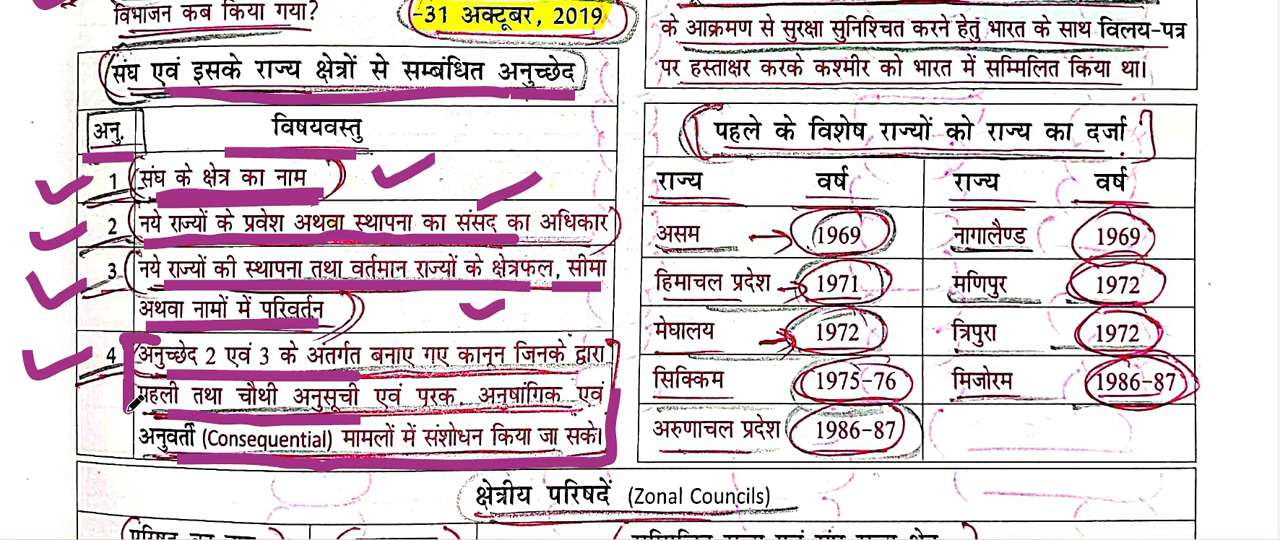 विभाजन कब किया गया?
-31 अक्टूबर, 2019
संघ एवं इसके राज्य क्षेत्रों से सम्बंधित अनुच्छेद
अनु. विषयवस्तु
1 संघ के क्षेत्र का नाम
2 नये राज्यों के प्रवेश अथवा स्थापना का संसद का अधिकार
3 नये राज्यों की स्थापना तथा वर्तमान राज्यों के क्षेत्रफल, सीमा
अथवा नामों में परिवर्तन
4 अनुच्छेद 2 एवं 3 के अतर्गत बनाए गए कानून जिनके द्वारा
पहली तथा चौथी अनुसूची एवं पूरक, अनुषांगिक एवं
अनुवर्ती (Consequential) मामलों में संशोधन किया जा सके।
के आक्रमण से सुरक्षा सुनिश्चित करने हेतु भारत के साथ विलय-पत्र
पर हस्ताक्षर करके कश्मीर को भारत में सम्मिलित किया था।
पहले के विशेष राज्यों को राज्य का दर्जा
राज्य वर्ष राज्य वर्ष
असम 1969 नागालैण्ड 1969
हिमाचल प्रदेश 1971 मणिपुर 1972
मेघालय 1972 त्रिपुरा 1972
सिक्किम 1975-76 मिजोरम 1986-87
अरुणाचल प्रदेश 1986-87
क्षेत्रीय परिषदें (Zonal Councils)